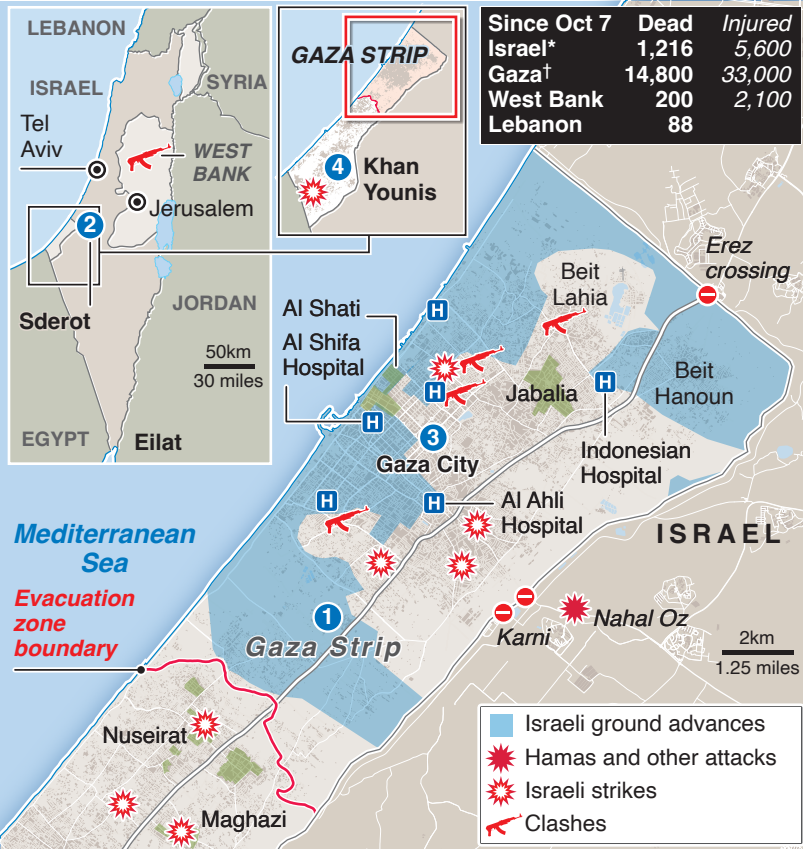 LEBANON
ISRAEL
SYRIA
Tel
Aviv
WEST
BANK
2
Jerusalem
Sderot
JORDAN
50km
30 miles
EGYPT
Eilat
GAZA STRIP
4
Khan
Younis
Since Oct 7 Dead Injured
Israel* 1,216 5,600
Gaza† 14,800 33,000
West Bank 200 2,100
Lebanon 88
Erez
crossing
Beit
Lahia
Al Shati
H
Al Shifa
Hospital
H
H
Jabalia
Beit
Hanoun
H
3
Gaza City
Indonesian
Hospital
H
H
Al Ahli
Hospital
ISRAEL
Mediterranean
Sea
Evacuation
zone
boundary
1
Gaza Strip
Karni
Nahal Oz
2km
1.25 miles
Nuseirat
Maghazi
Israeli ground advances
Hamas and other attacks
Israeli strikes
Clashes